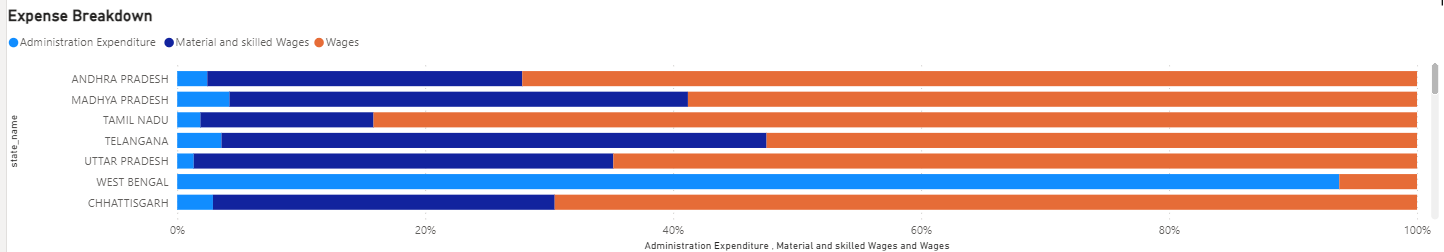 Expense Breakdown
Administration Expenditure Material and skilled Wages Wages
state_name
ANDHRA PRADESH
MADHYA PRADESH
TAMIL NADU
TELANGANA
UTTAR PRADESH
WEST BENGAL
CHHATTISGARH
0% 20% 40% 60% 80% 100%
Administration Expenditure , Material and skilled Wages and Wages